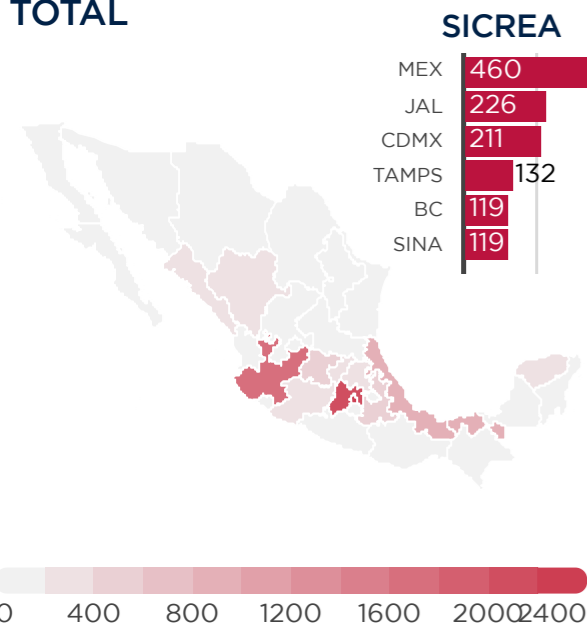 TOTAL
SICREA
MEX 460
JAL 226
CDMX 211
TAMPS 132
BC 119
SINA 119
0 400 800 1200 1600 2000 2400